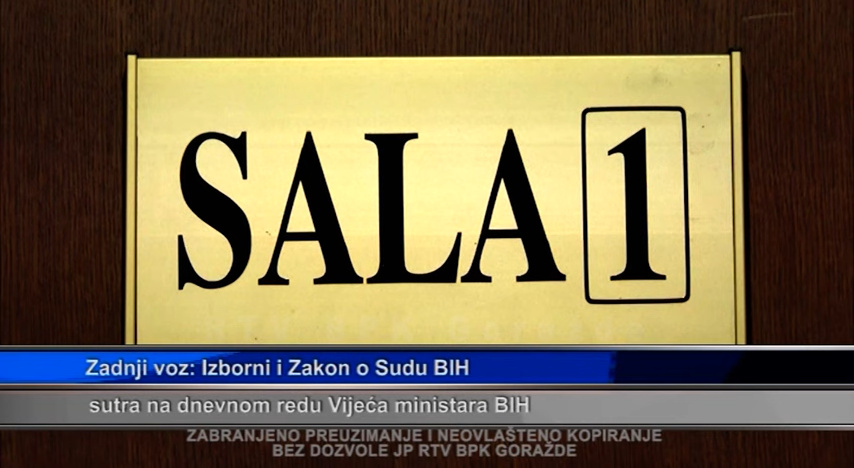 SALA 1
Zadnji voz: Izborni i Zakon o Sudu BIH
sutra na dnevnom redu Vijeća ministara BIH
ZABRANJENO PREUZIMANJE I NEOVLAŠTENO KOPIRANJE
BEZ DOZVOLE JP RTV BPK GORAŽDE